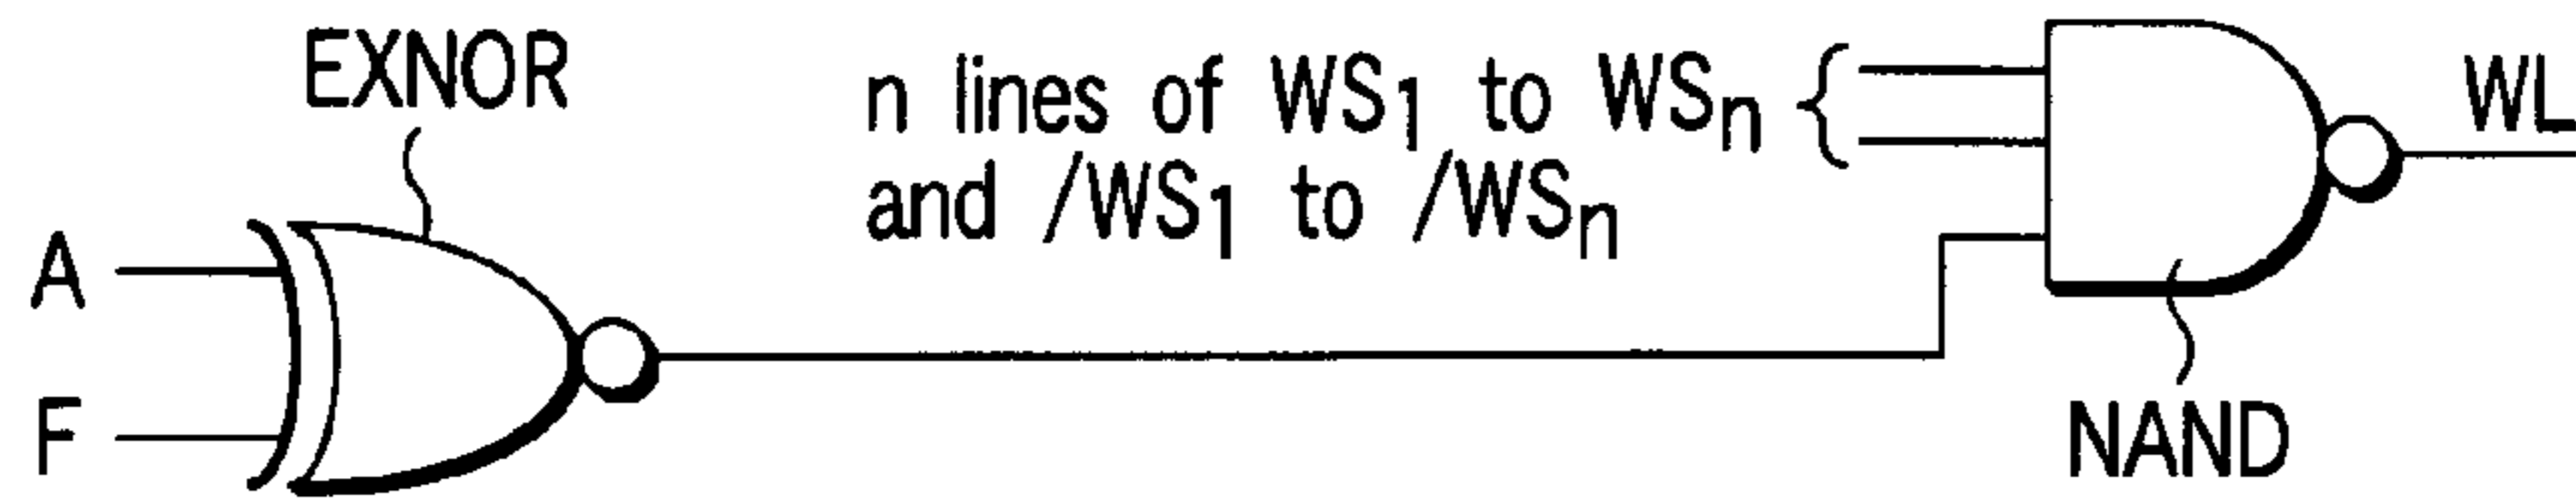 EXNOR
n lines of WS1 to WSn
and /WS1 to /WSn
WL
A
F
NAND